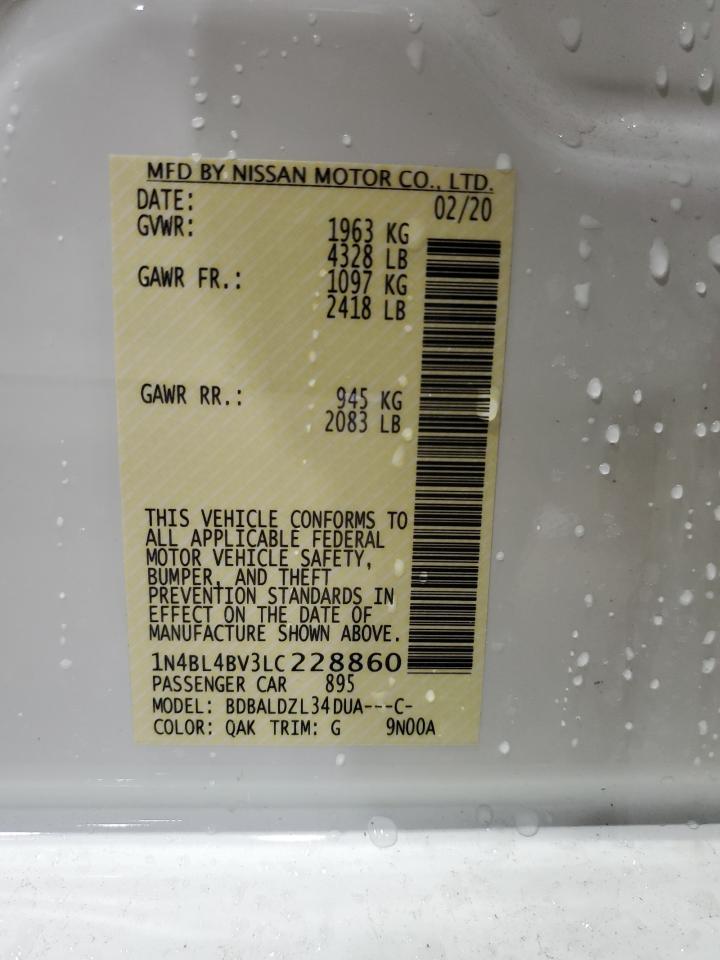 MFD BY NISSAN MOTOR CO., LTD.
DATE: 02/20
GVWR: 1963 KG
4328 LB
GAWR FR.: 1097 KG
2418 LB
GAWR RR.: 945 KG
2083 LB
THIS VEHICLE CONFORMS TO
ALL APPLICABLE FEDERAL
MOTOR VEHICLE SAFETY,
BUMPER, AND THEFT
PREVENTION STANDARDS IN
EFFECT ON THE DATE OF
MANUFACTURE SHOWN ABOVE.
1N4BL4BV3LC228860
PASSENGER CAR 895
MODEL: BDBALDZL34DUA---C-
COLOR: QAK TRIM: G 9N00A